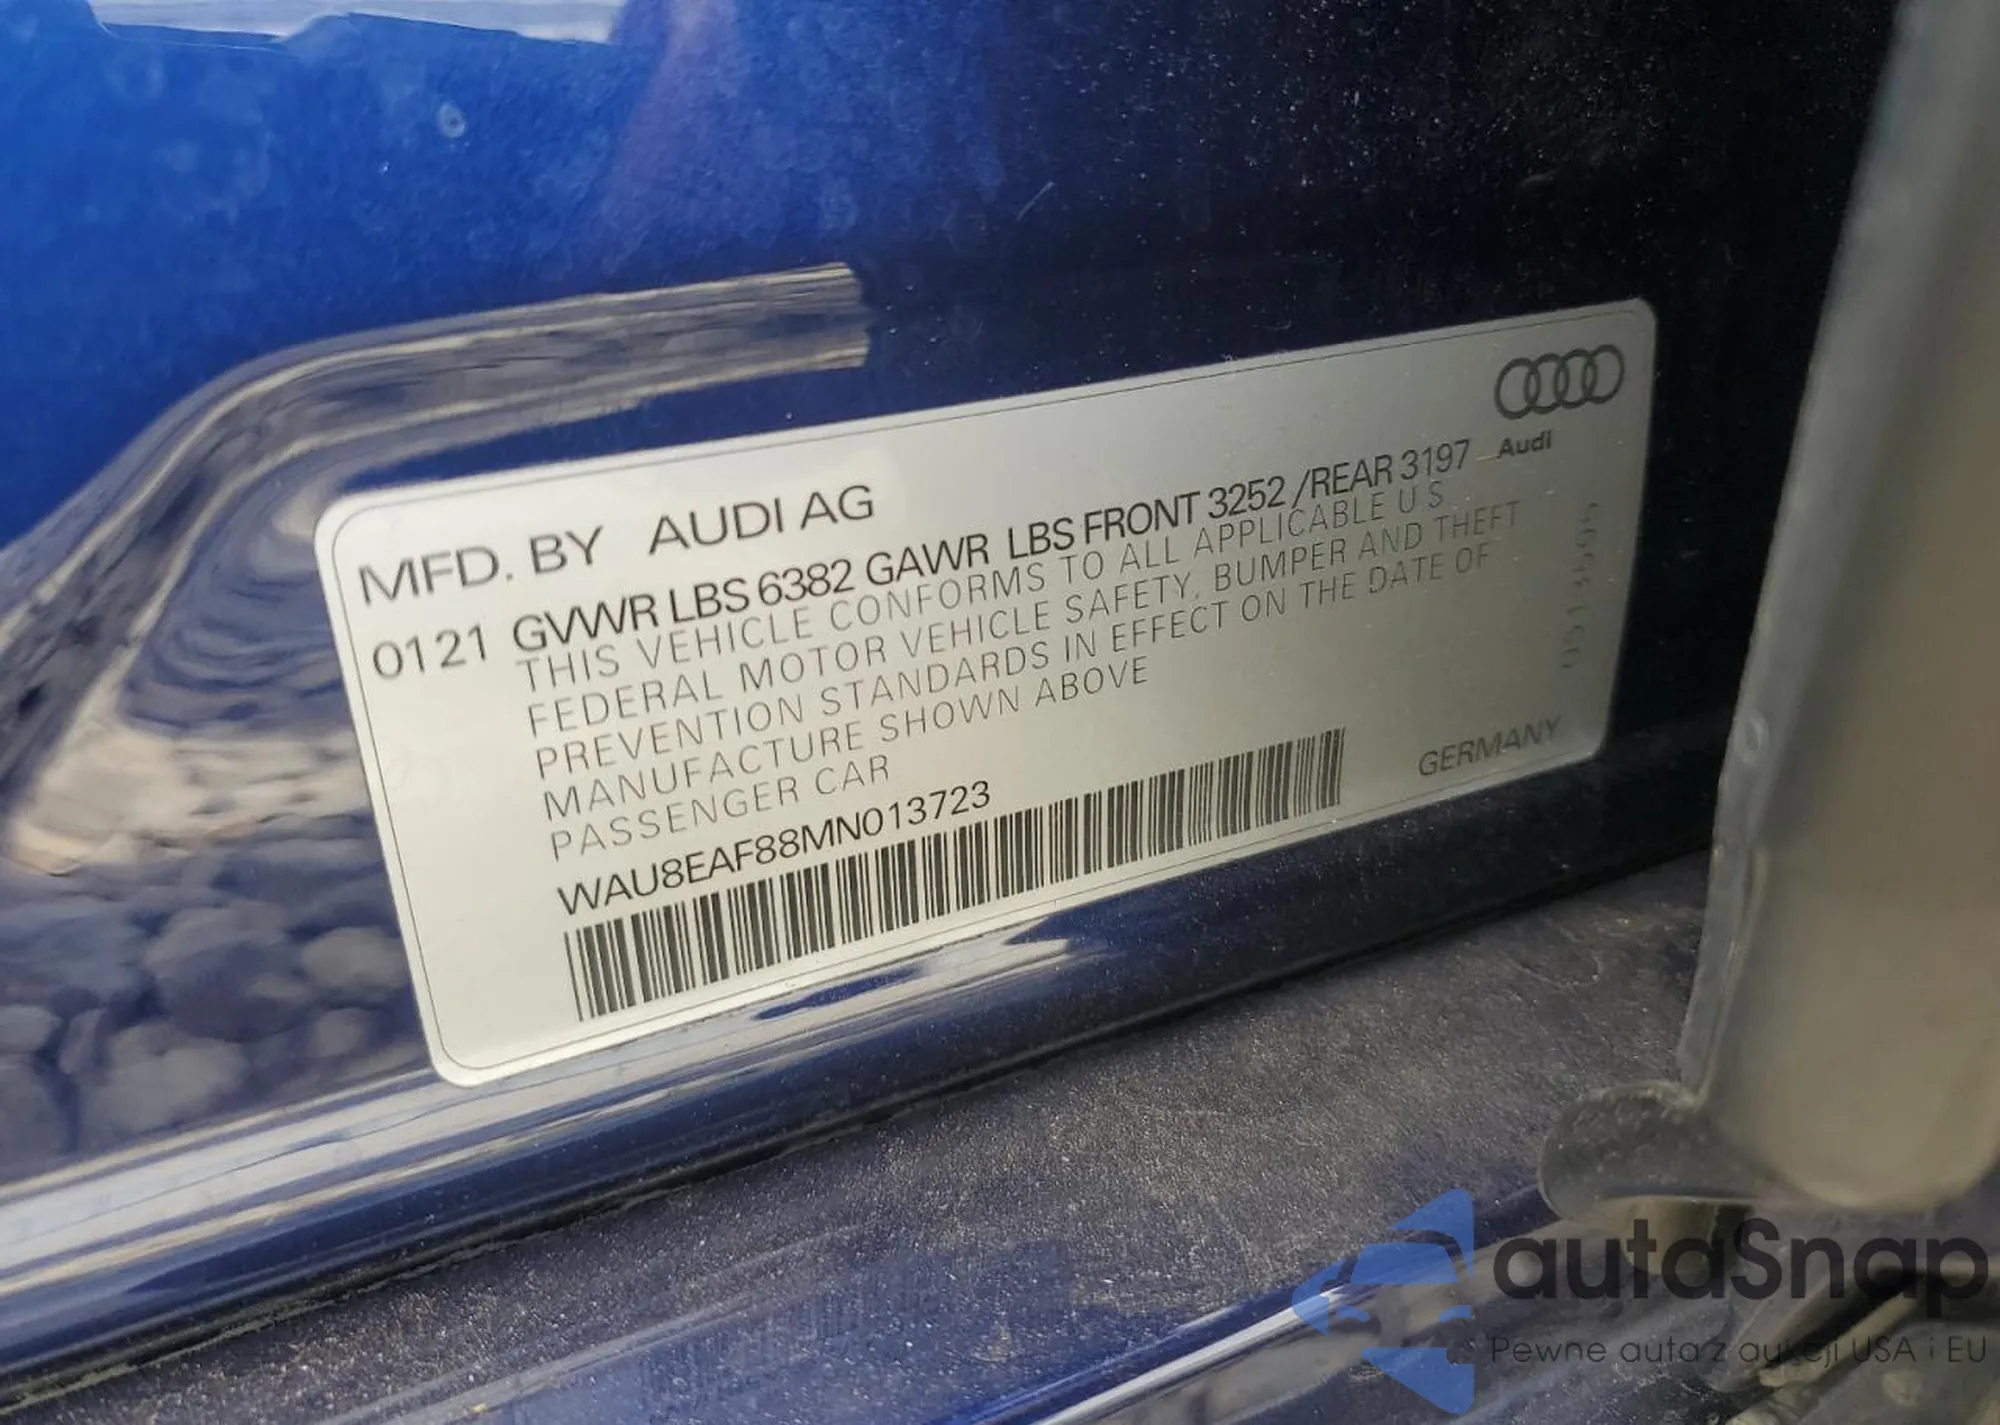 Audi
MFD. BY AUDI AG
0121 GVWR LBS 6382 GAWR LBS FRONT 3252 /REAR 3197
THIS VEHICLE CONFORMS TO ALL APPLICABLE U.S.
FEDERAL MOTOR VEHICLE SAFETY, BUMPER AND THEFT
PREVENTION STANDARDS IN EFFECT ON THE DATE OF
MANUFACTURE SHOWN ABOVE
PASSENGER CAR
WAU8EAF88MN013723
GERMANY
autaSnap
Pewne auta z aukcji USA i EU